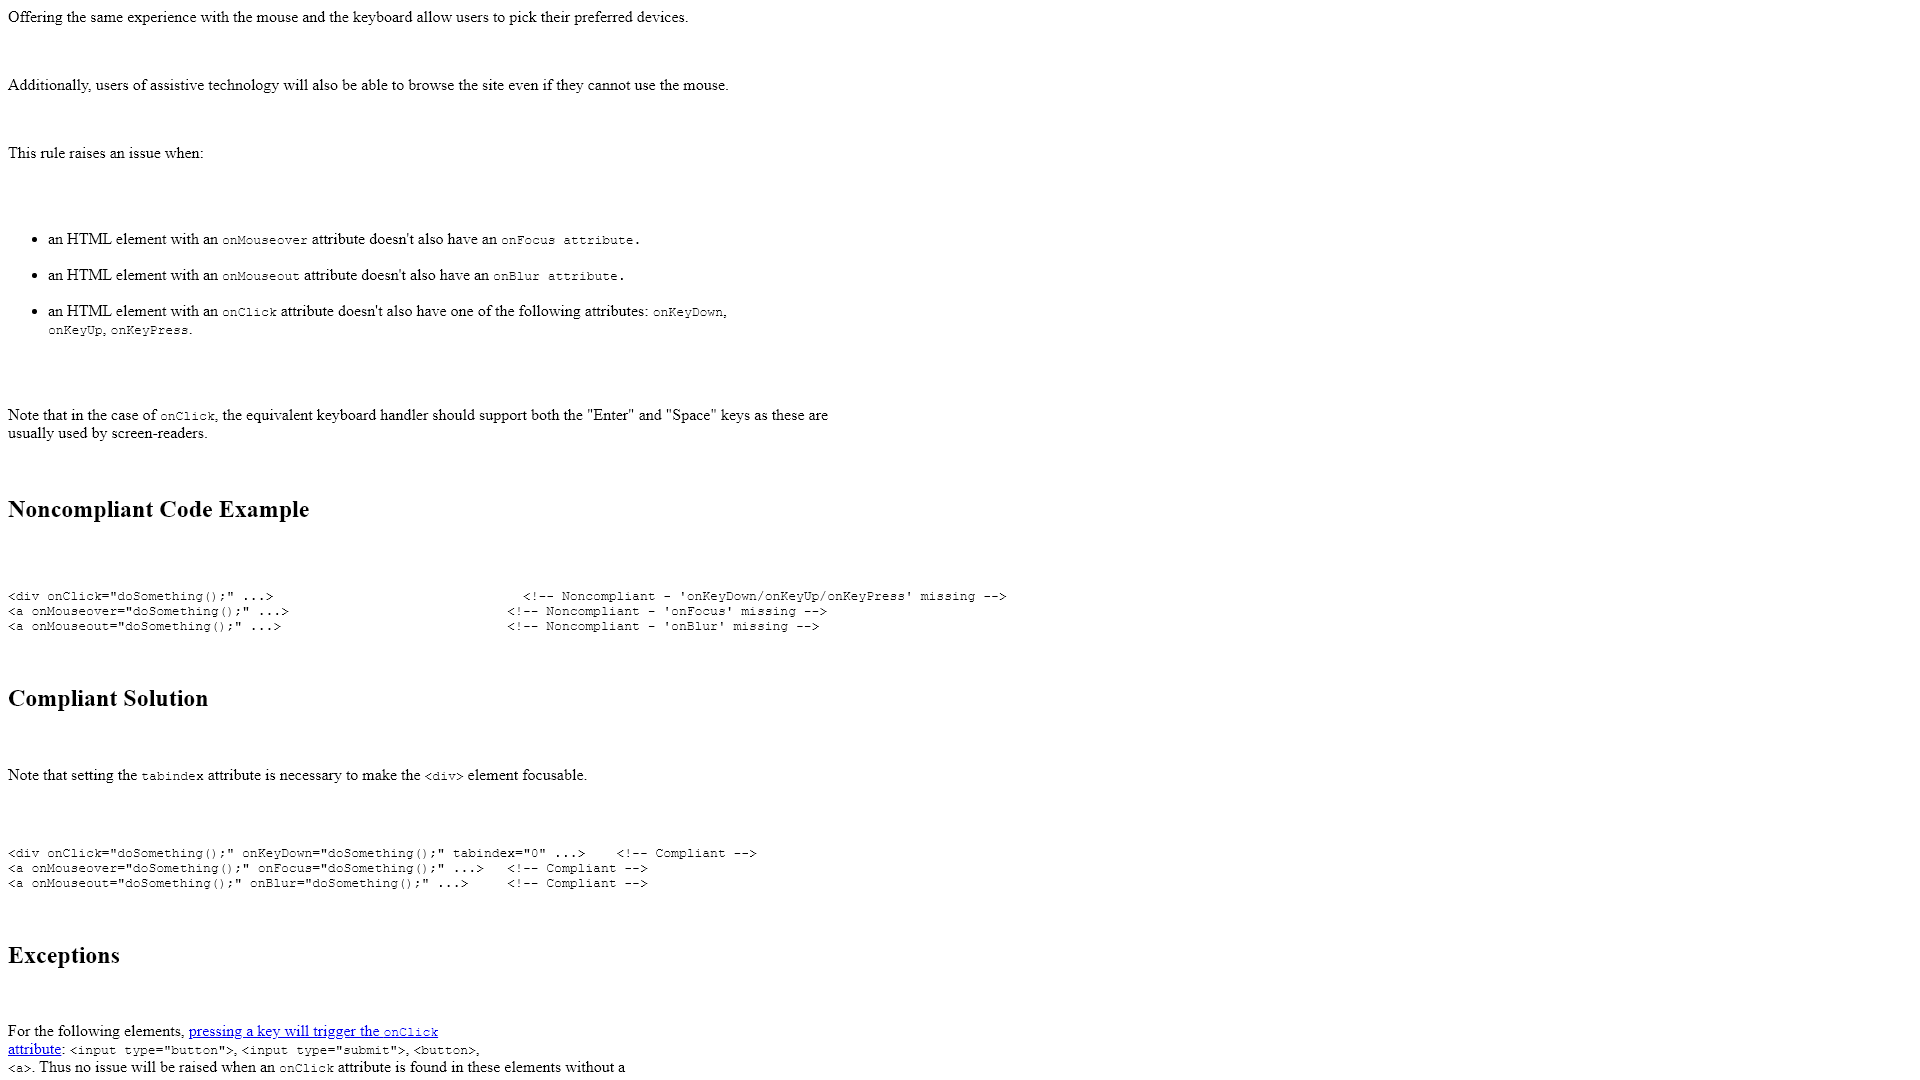 Offering the same experience with the mouse and the keyboard allow users to pick their preferred devices.
Additionally, users of assistive technology will also be able to browse the site even if they cannot use the mouse.
This rule raises an issue when:
• an HTML element with an onMouseover attribute doesn't also have an onFocus attribute.
• an HTML element with an onMouseout attribute doesn't also have an onBlur attribute.
• an HTML element with an onClick attribute doesn't also have one of the following attributes: onKeyDown,
onKeyUp, onKeyPress.
Note that in the case of onClick, the equivalent keyboard handler should support both the "Enter" and "Space" keys as these are
usually used by screen-readers.
Noncompliant Code Example
<div onClick="doSomething();" ...>                                <!-- Noncompliant - 'onKeyDown/onKeyUp/onKeyPress' missing -->
<a onMouseover="doSomething();" ...>                            <!-- Noncompliant - 'onFocus' missing -->
<a onMouseout="doSomething();" ...>                             <!-- Noncompliant - 'onBlur' missing -->
Compliant Solution
Note that setting the tabindex attribute is necessary to make the <div> element focusable.
<div onClick="doSomething();" onKeyDown="doSomething();" tabindex="0" ...>    <!-- Compliant -->
<a onMouseover="doSomething();" onFocus="doSomething();" ...>   <!-- Compliant -->
<a onMouseout="doSomething();" onBlur="doSomething();" ...>     <!-- Compliant -->
Exceptions
For the following elements, pressing a key will trigger the onClick
attribute: <input type="button">, <input type="submit">, <button>,
<a>. Thus no issue will be raised when an onClick attribute is found in these elements without a